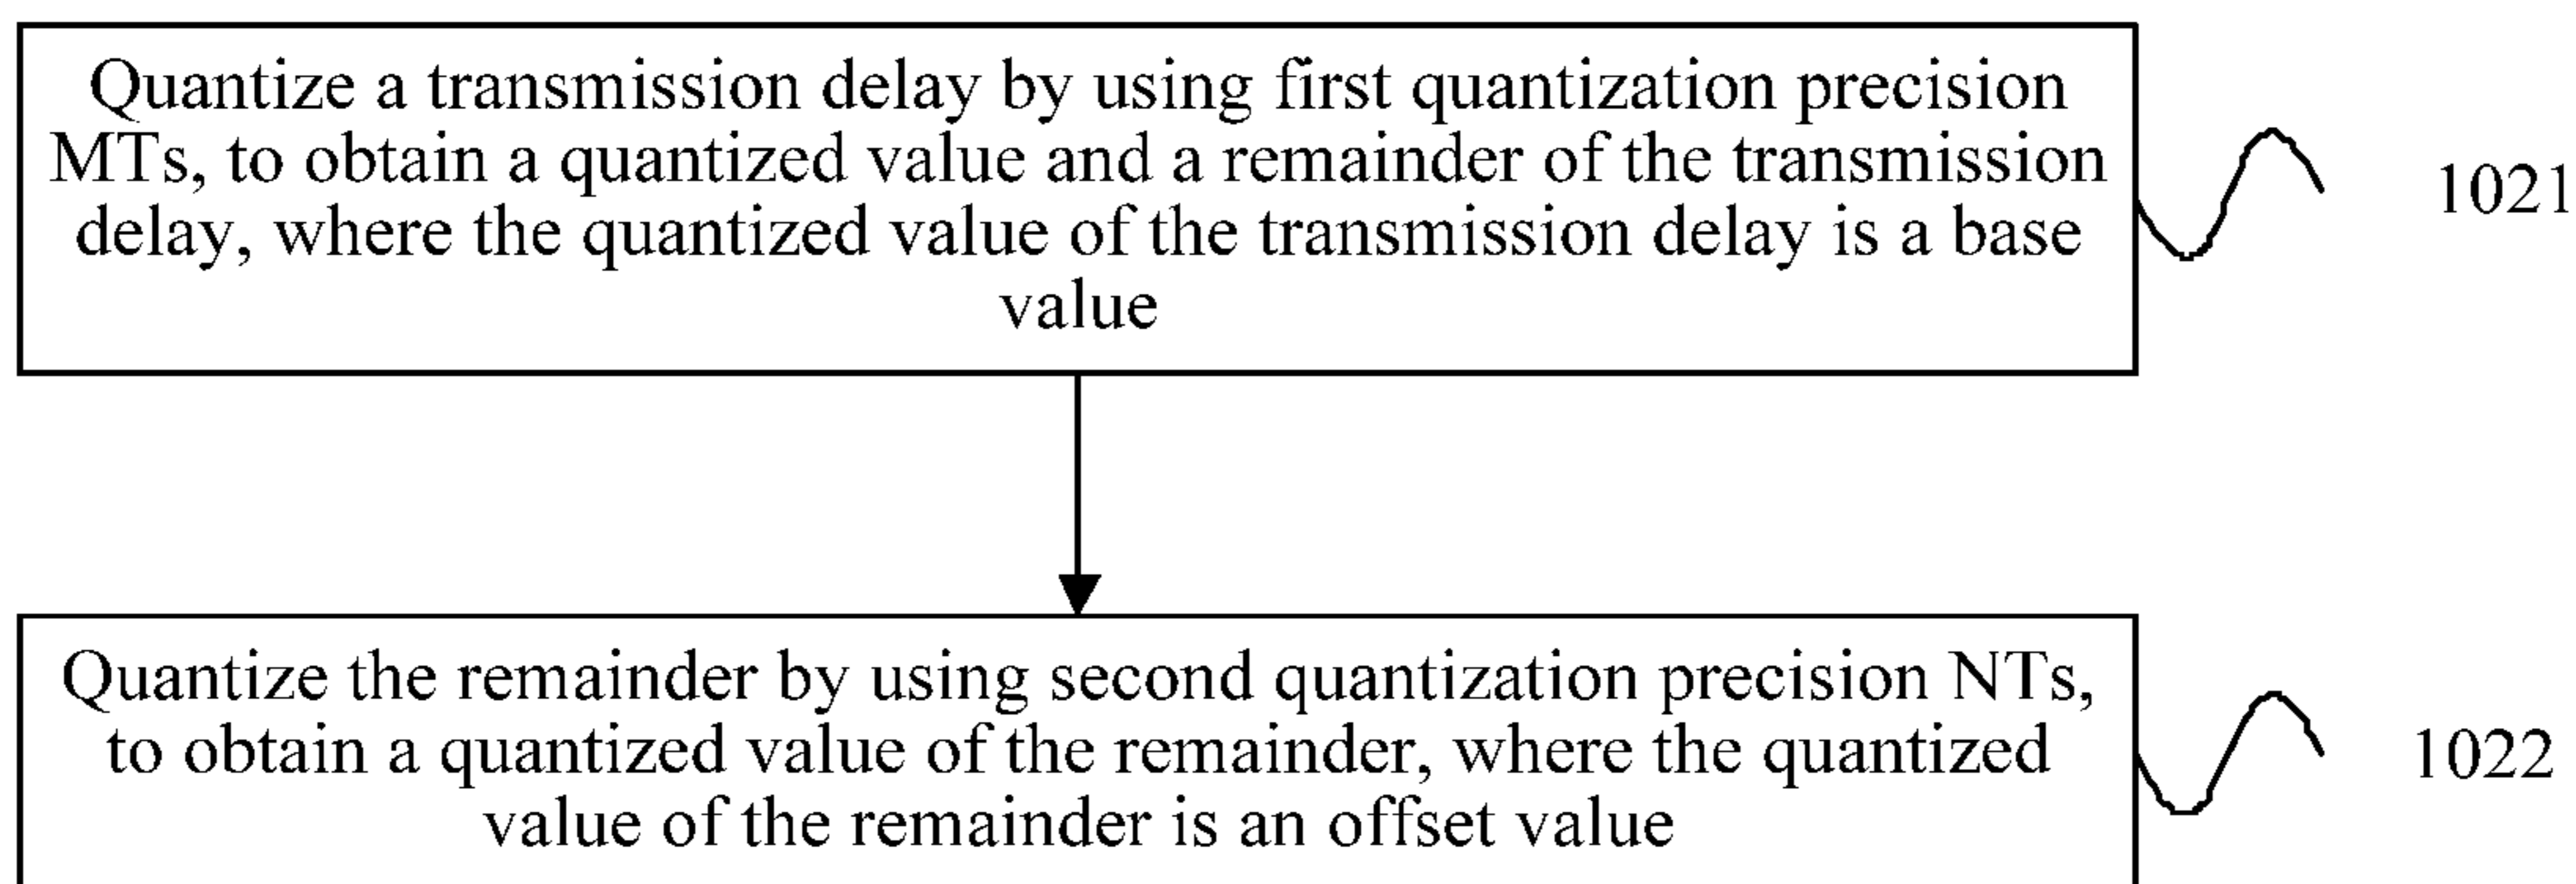 Quantize a transmission delay by using first quantization precision
MTs, to obtain a quantized value and a remainder of the transmission
delay, where the quantized value of the transmission delay is a base
value
1021
Quantize the remainder by using second quantization precision NTs,
to obtain a quantized value of the remainder, where the quantized
value of the remainder is an offset value
1022